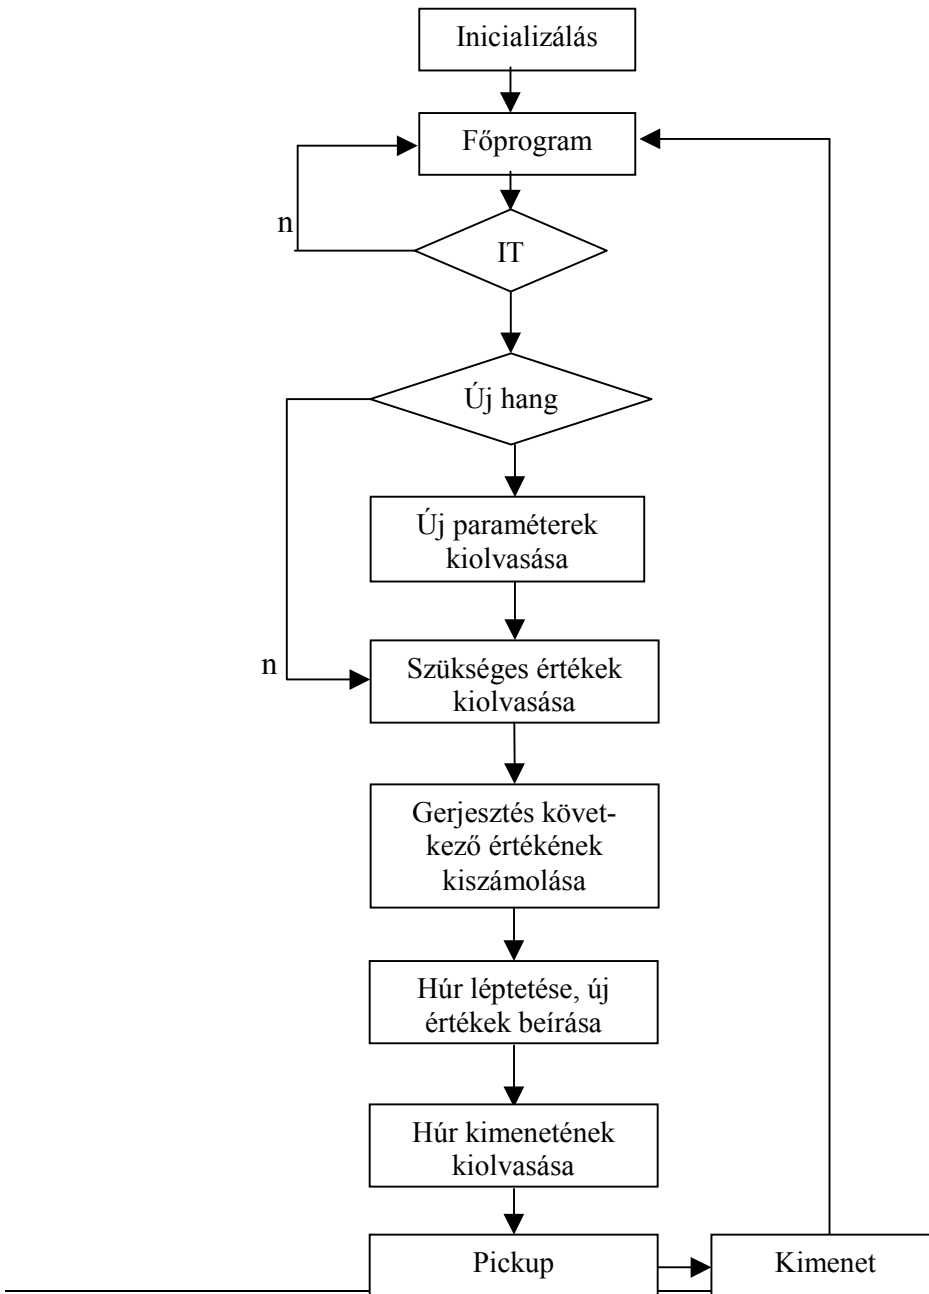 Inicializálás
Főprogram
n
IT
Új hang
Új paraméterek
kiolvasása
n
Szükséges értékek
kiolvasása
Gerjesztés követ-
kező értékének
kiszámolása
Húr léptetése, új
értékek beírása
Húr kimenetének
kiolvasása
Pickup
Kimenet